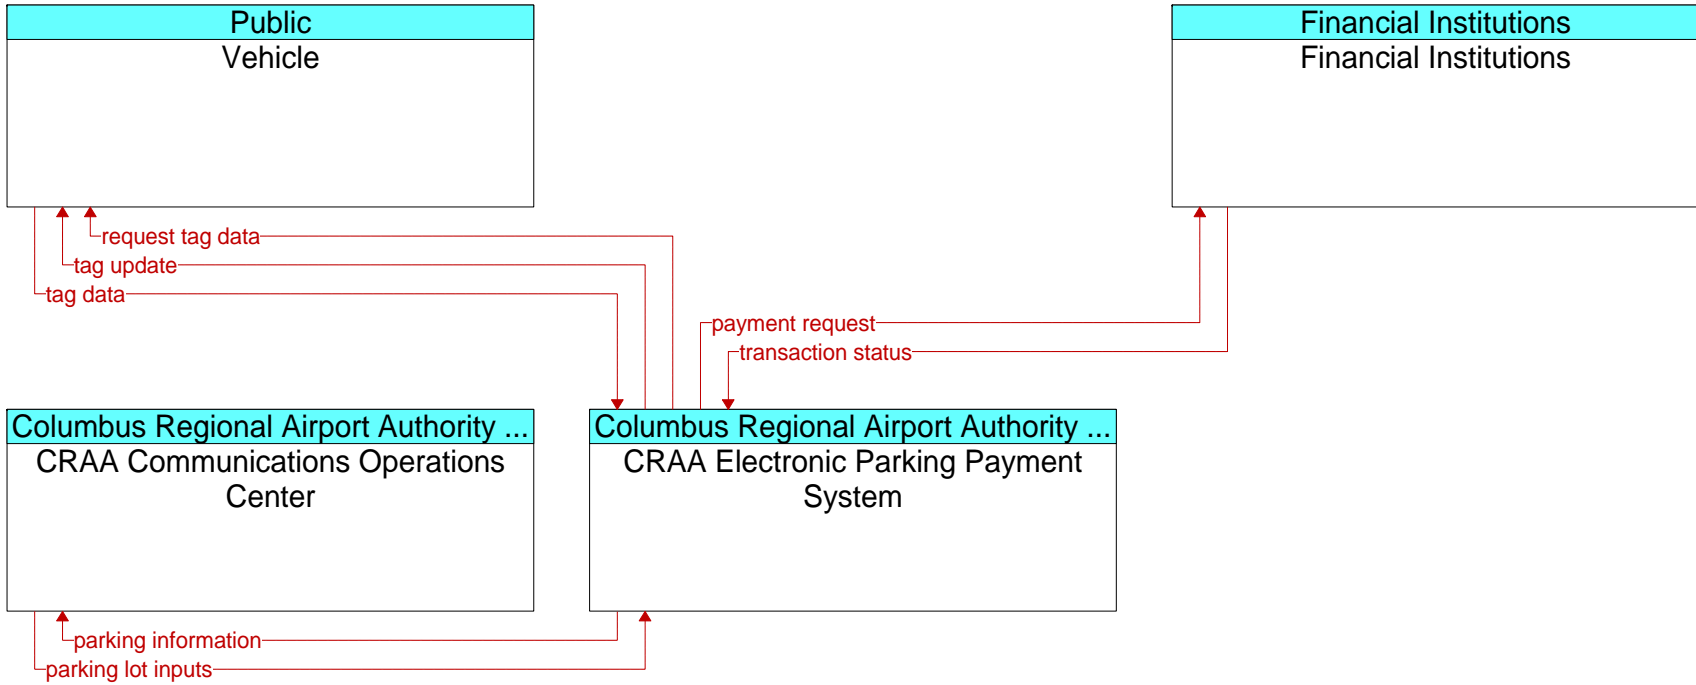 Public
Vehicle
Financial Institutions
Financial Institutions
request tag data
tag update
tag data
payment request
transaction status
Columbus Regional Airport Authority ...
CRAA Communications Operations
Center
Columbus Regional Airport Authority ...
CRAA Electronic Parking Payment
System
parking information
parking lot inputs